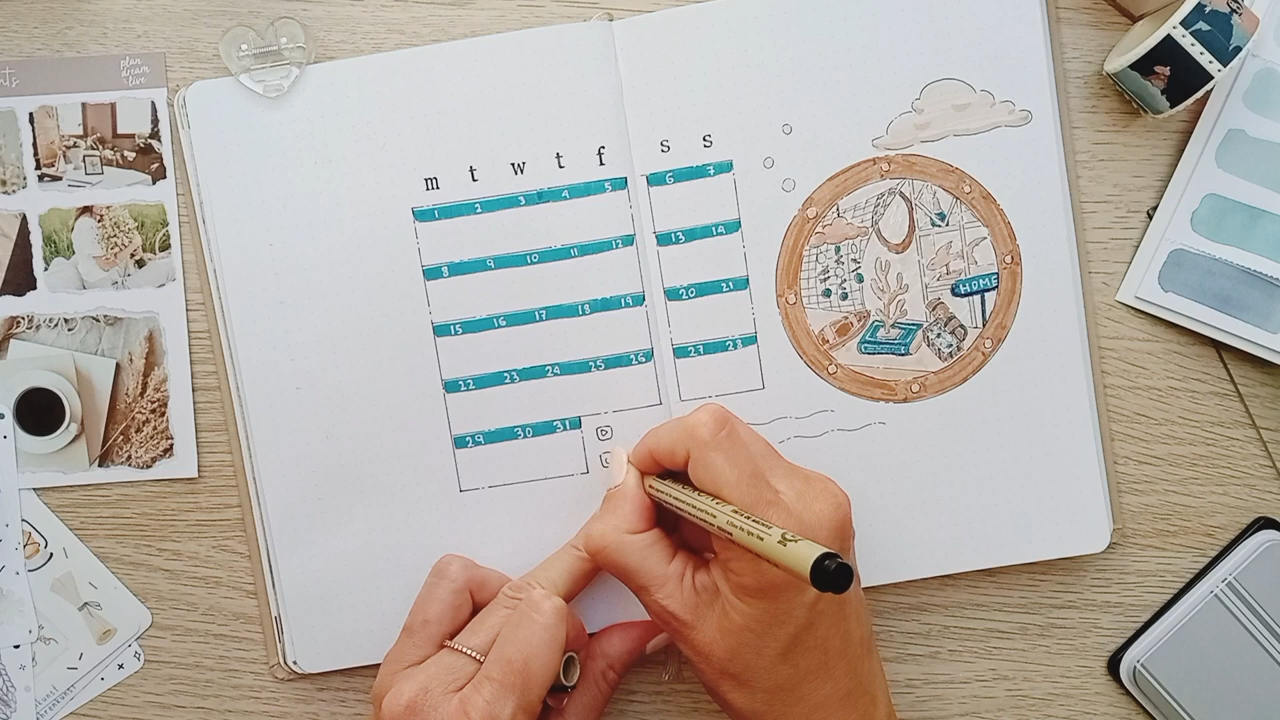 plan
dream
live
nts
m t w t f s s
1 2 3 4 5 6 7
8 9 10 11 12 13 14
15 16 17 18 19 20 21
22 23 24 25 26 27 28
29 30 31
HOME